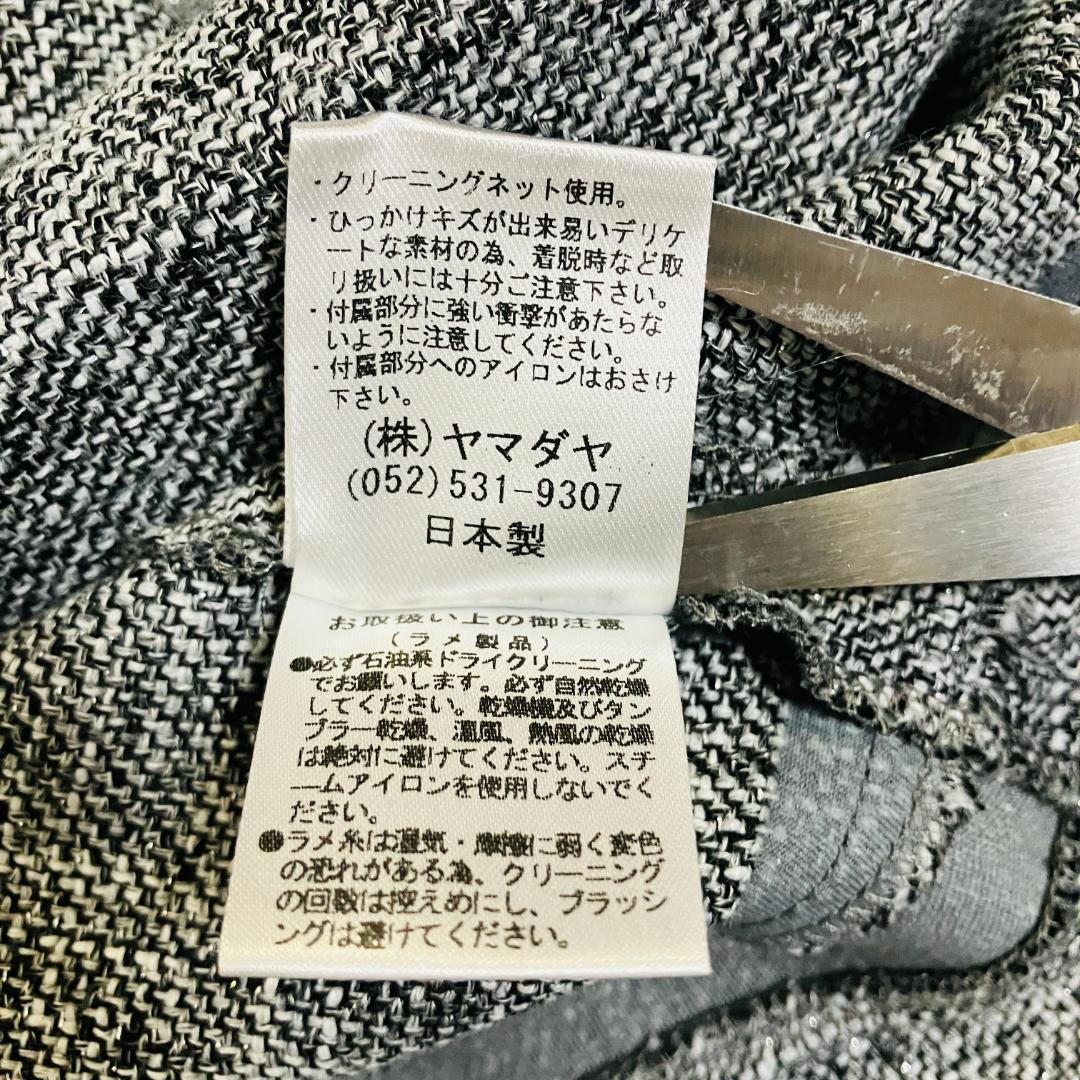 ・クリーニングネット使用。
・ひっかけキズが出来易いデリケ
ートな素材の為、着脱時など取
り扱いには十分ご注意下さい。
・付属部分に強い衝撃があたらな
いように注意してください。
・付属部分へのアイロンはおさけ
下さい。
(株)ヤマダヤ
(052)531-9307
日本製
お取扱い上の御注意
(ラメ製品)
●必ず石油系ドライクリーニング
でお願いします。必ず自然乾燥
してください。乾燥機及びタン
ブラー乾燥、温風、熱風の乾燥
は絶対に避けてください。スチ
ームアイロンを使用しないでく
ださい。
●ラメ糸は湿気・摩擦に弱く変色
の恐れがある為、クリーニング
の回数は控えめにし、ブラッシ
ングは避けてください。